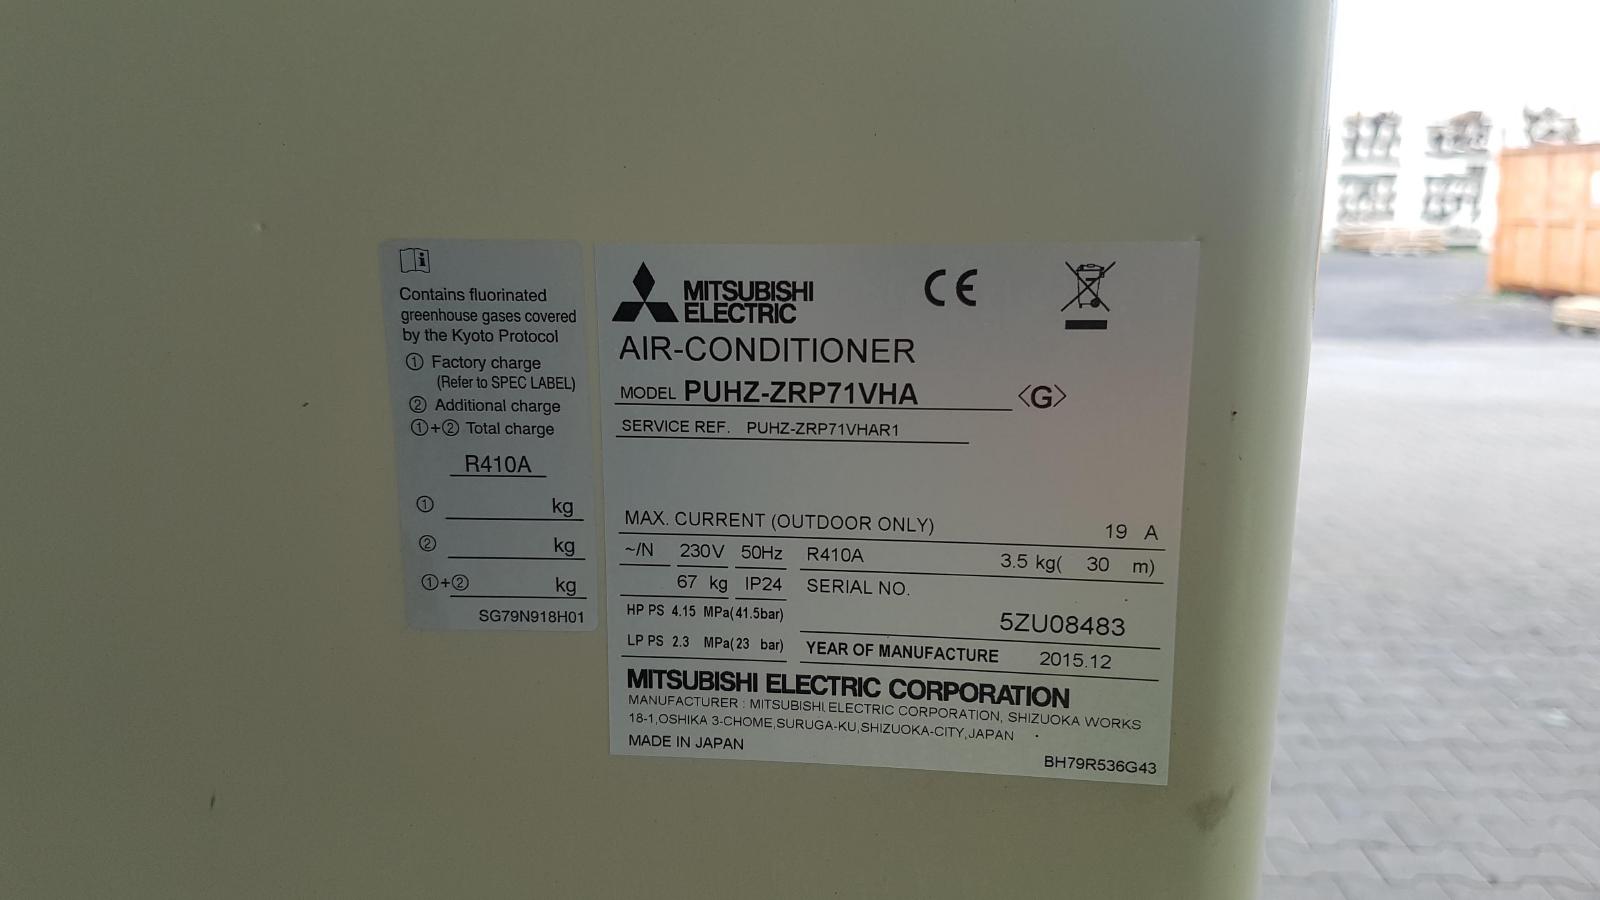 Contains fluorinated
greenhouse gases covered
by the Kyoto Protocol
① Factory charge
(Refer to SPEC LABEL)
② Additional charge
①+② Total charge
R410A
① kg
② kg
①+② kg
SG79N918H01
MITSUBISHI
ELECTRIC
CE
AIR-CONDITIONER
MODEL PUHZ-ZRP71VHA <G>
SERVICE REF. PUHZ-ZRP71VHAR1
MAX. CURRENT (OUTDOOR ONLY) 19 A
~/N 230V 50Hz R410A 3.5 kg( 30 m)
67 kg IP24 SERIAL NO.
HP PS 4.15 MPa(41.5bar) 5ZU08483
LP PS 2.3 MPa(23 bar) YEAR OF MANUFACTURE 2015.12
MITSUBISHI ELECTRIC CORPORATION
MANUFACTURER : MITSUBISHI ELECTRIC CORPORATION, SHIZUOKA WORKS
18-1,OSHIKA 3-CHOME,SURUGA-KU,SHIZUOKA-CITY,JAPAN
MADE IN JAPAN
BH79R536G43